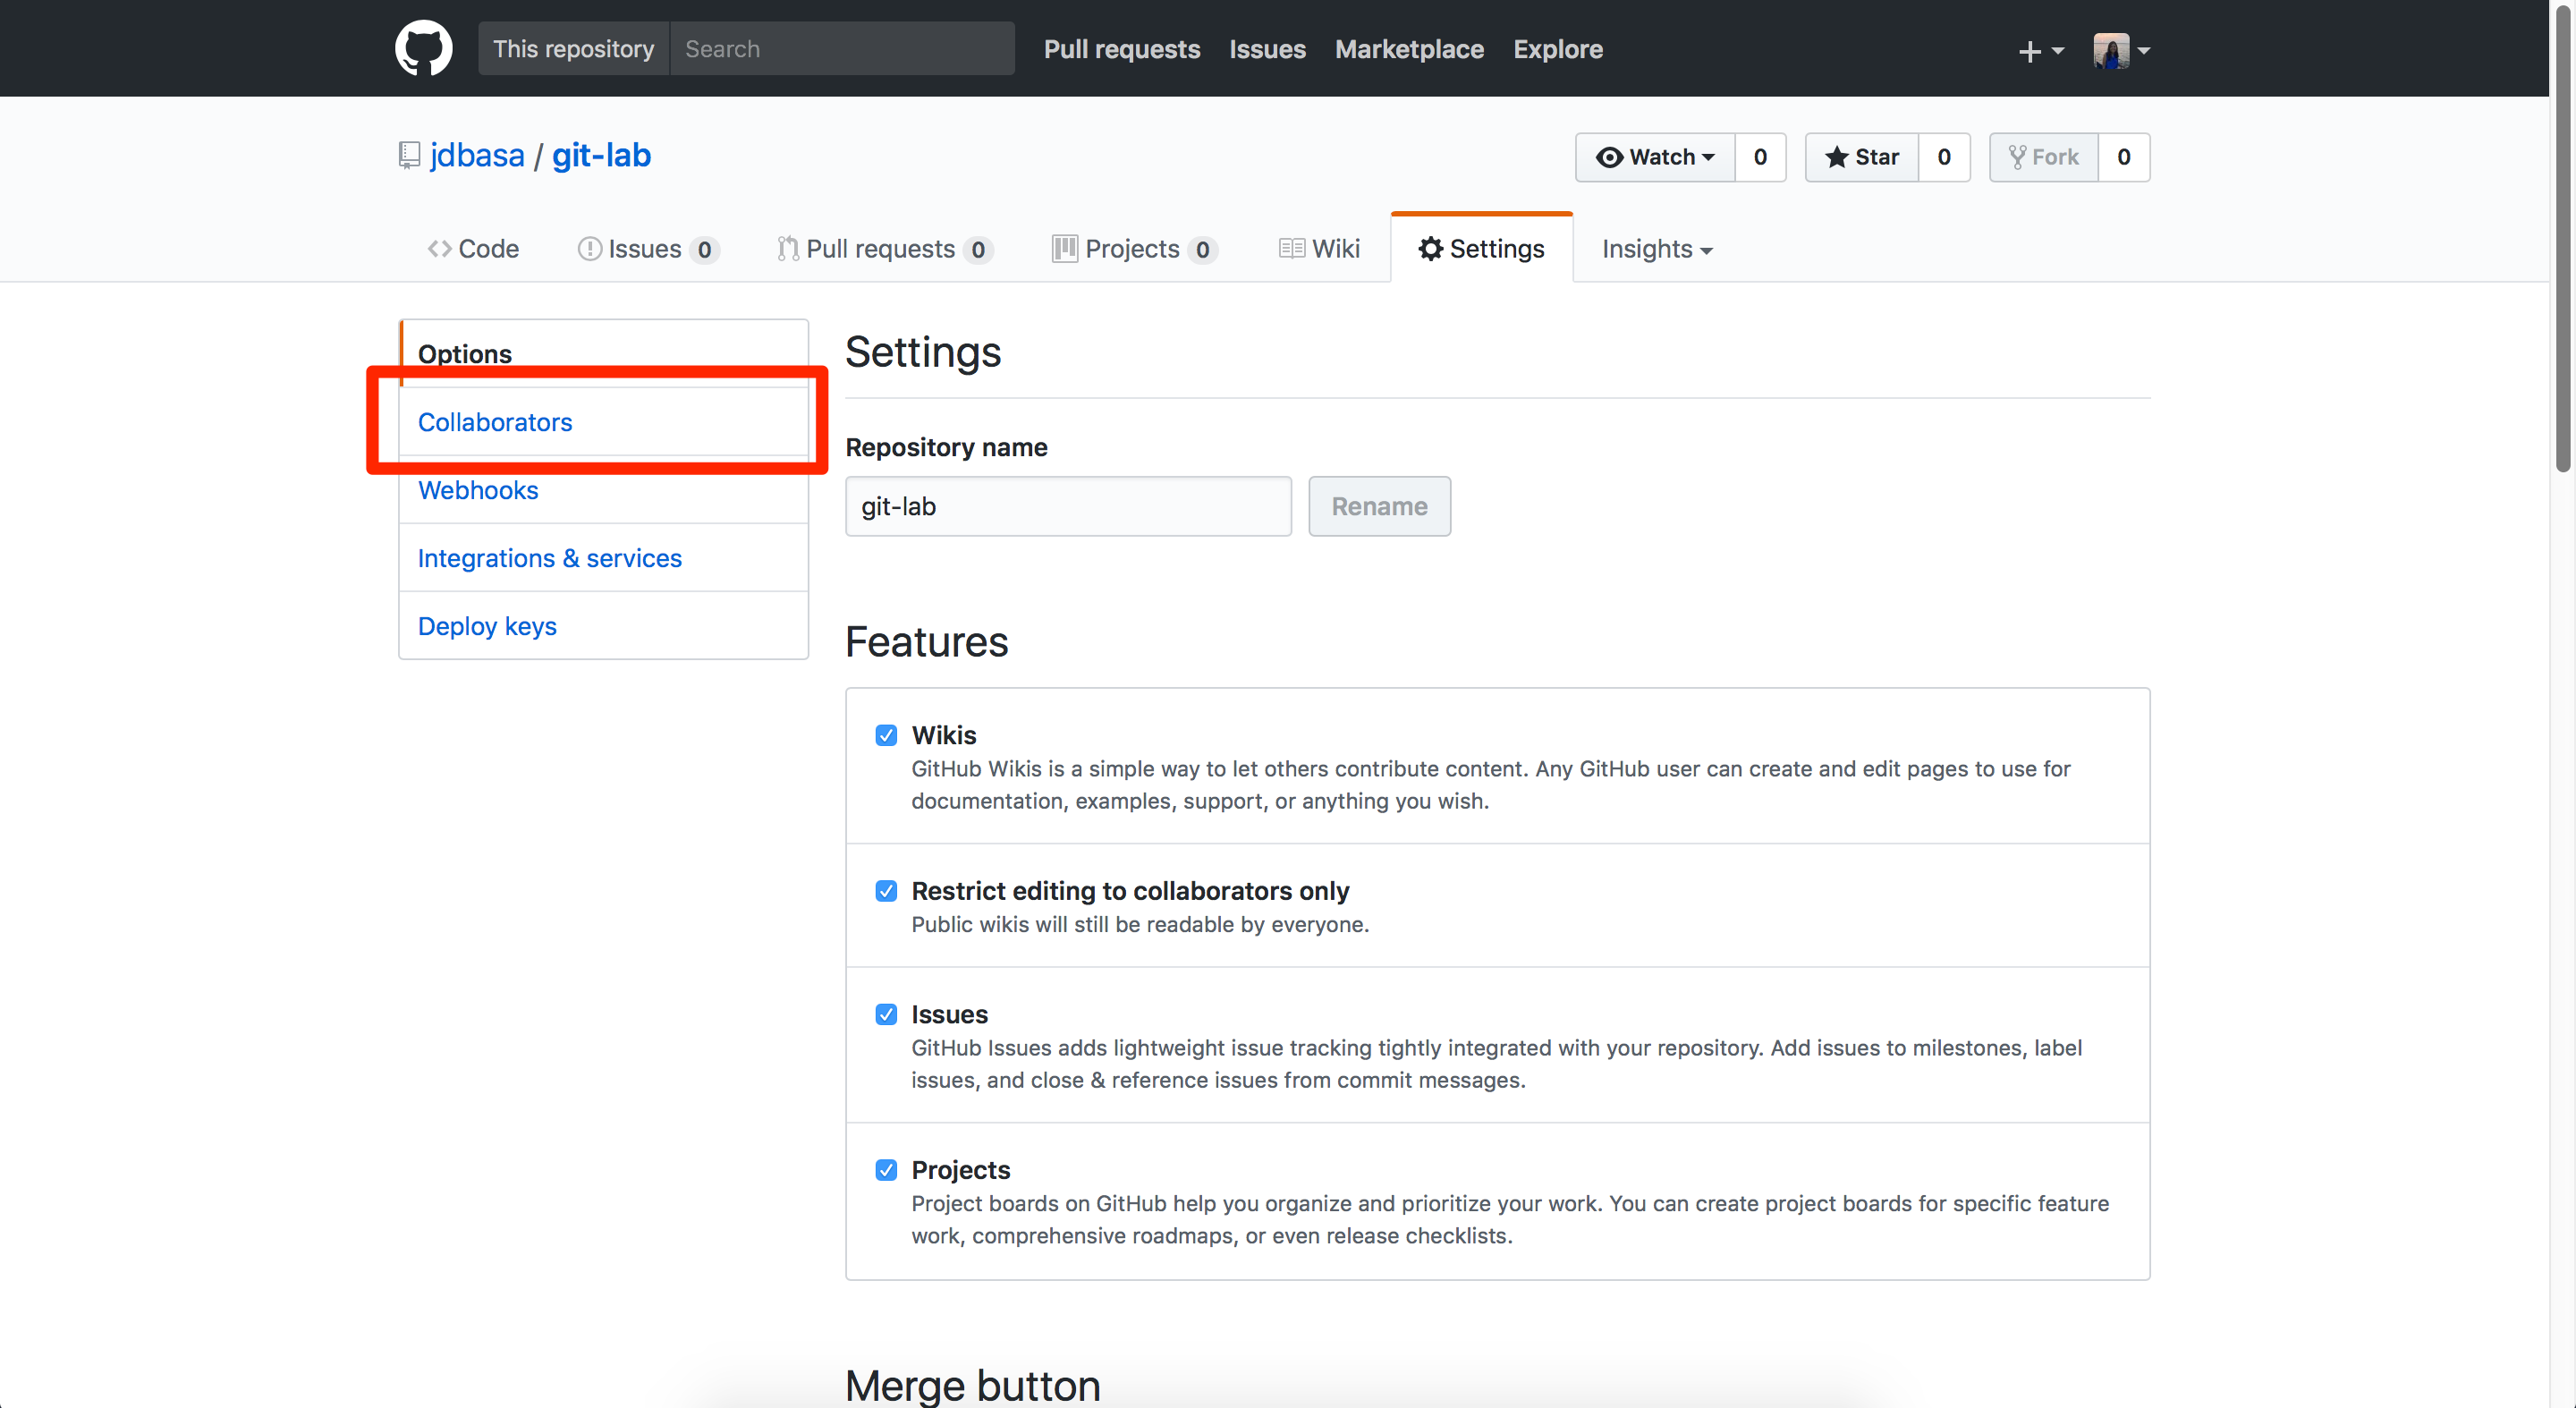 This repository Search Pull requests Issues Marketplace Explore
jdbasa / git-lab
Watch 0 Star 0 Fork 0
Code Issues 0 Pull requests 0 Projects 0 Wiki Settings Insights
Options
Collaborators
Webhooks
Integrations & services
Deploy keys
Settings
Repository name
git-lab Rename
Features
Wikis
GitHub Wikis is a simple way to let others contribute content. Any GitHub user can create and edit pages to use for
documentation, examples, support, or anything you wish.
Restrict editing to collaborators only
Public wikis will still be readable by everyone.
Issues
GitHub Issues adds lightweight issue tracking tightly integrated with your repository. Add issues to milestones, label
issues, and close & reference issues from commit messages.
Projects
Project boards on GitHub help you organize and prioritize your work. You can create project boards for specific feature
work, comprehensive roadmaps, or even release checklists.
Merge button